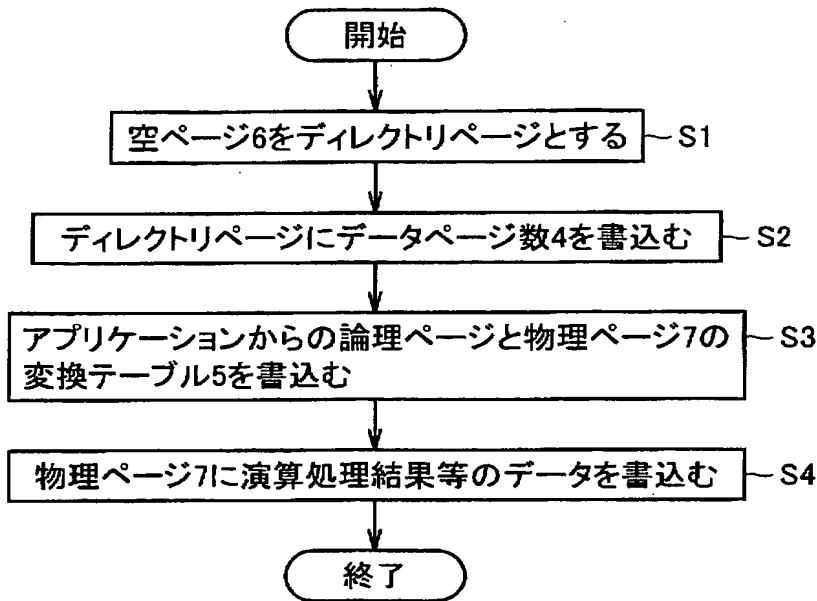 開始
空ページ6をディレクトリページとする
S1
ディレクトリページにデータページ数4を書込む
S2
アプリケーションからの論理ページと物理ページ7の
変換テーブル5を書込む
S3
物理ページ7に演算処理結果等のデータを書込む
S4
終了